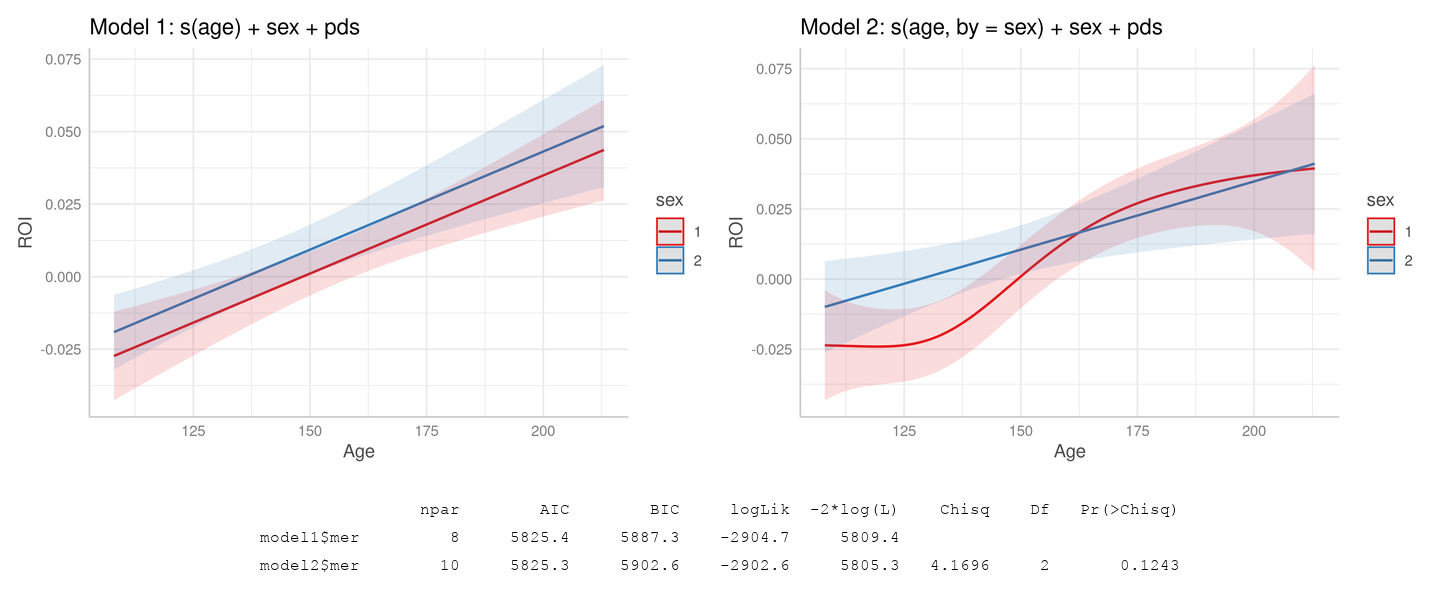 Model 1: s(age) + sex + pds
0.075
0.050
0.025
0.000
-0.025
ROI
125 150 175 200
Age
sex
1
2
Model 2: s(age, by = sex) + sex + pds
0.075
0.050
0.025
0.000
-0.025
ROI
125 150 175 200
Age
sex
1
2
npar AIC BIC logLik -2*log(L) Chisq Df Pr(>Chisq)
model1$mer 8 5825.4 5887.3 -2904.7 5809.4
model2$mer 10 5825.3 5902.6 -2902.6 5805.3 4.1696 2 0.1243